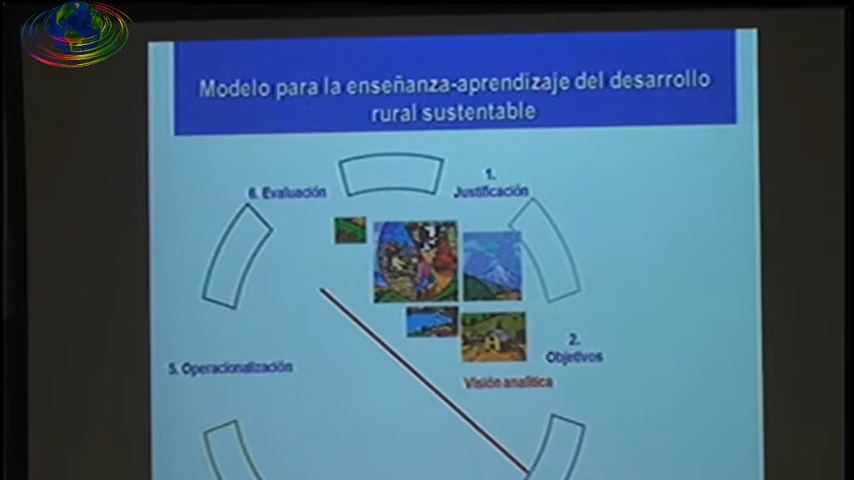 Modelo para la enseñanza-aprendizaje del desarrollo
rural sustentable
6. Evaluación
1.
Justificación
2.
Objetivos
5. Operacionalización
Visión analítica